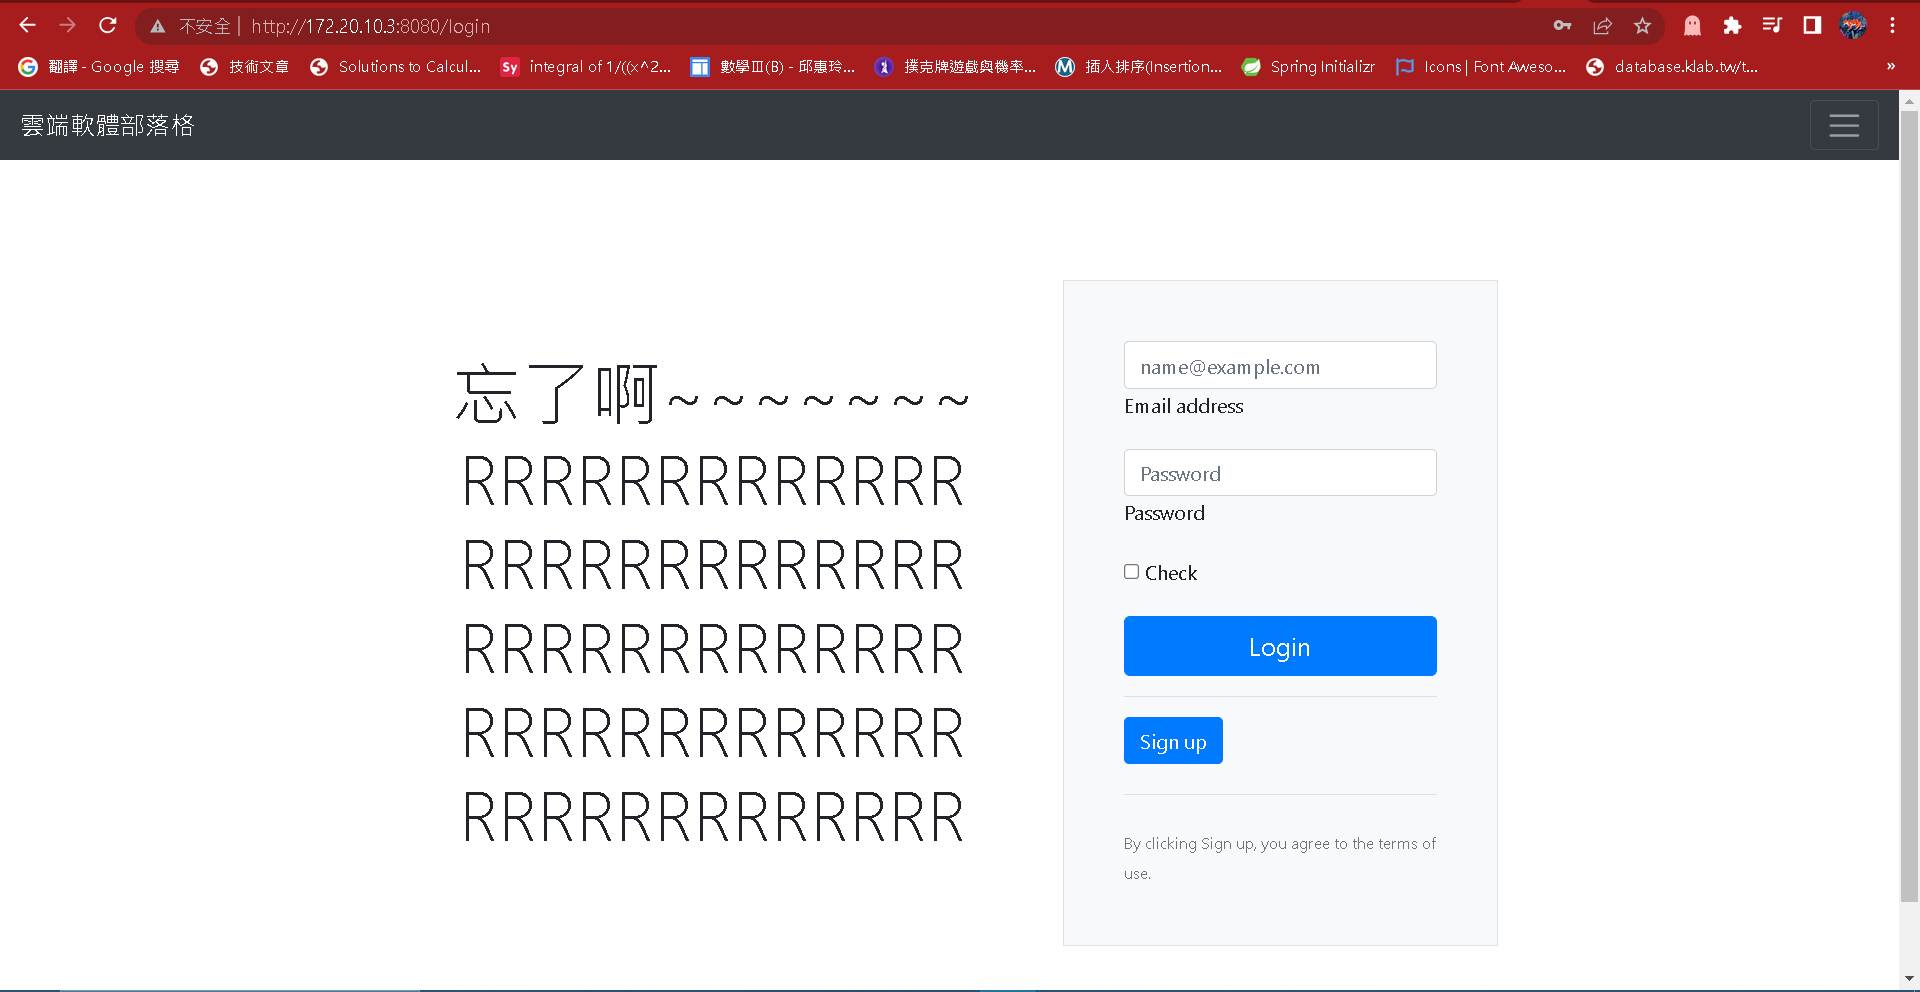 不安全 | http://172.20.10.3:8080/login
翻譯 - Google 搜尋 技術文章 Solutions to Calcul... Sy integral of 1/((x^2... 數學Ⅲ(B) - 邱惠玲... 撲克牌遊戲與機率... M 插入排序(Insertion... Spring Initializr Icons | Font Aweso... database.klab.tw/t... »
雲端軟體部落格
忘了啊~~~~~~~
RRRRRRRRRRRRR
RRRRRRRRRRRRR
RRRRRRRRRRRRR
RRRRRRRRRRRRR
RRRRRRRRRRRRR
name@example.com
Email address
Password
Password
Check
Login
Sign up
By clicking Sign up, you agree to the terms of
use.